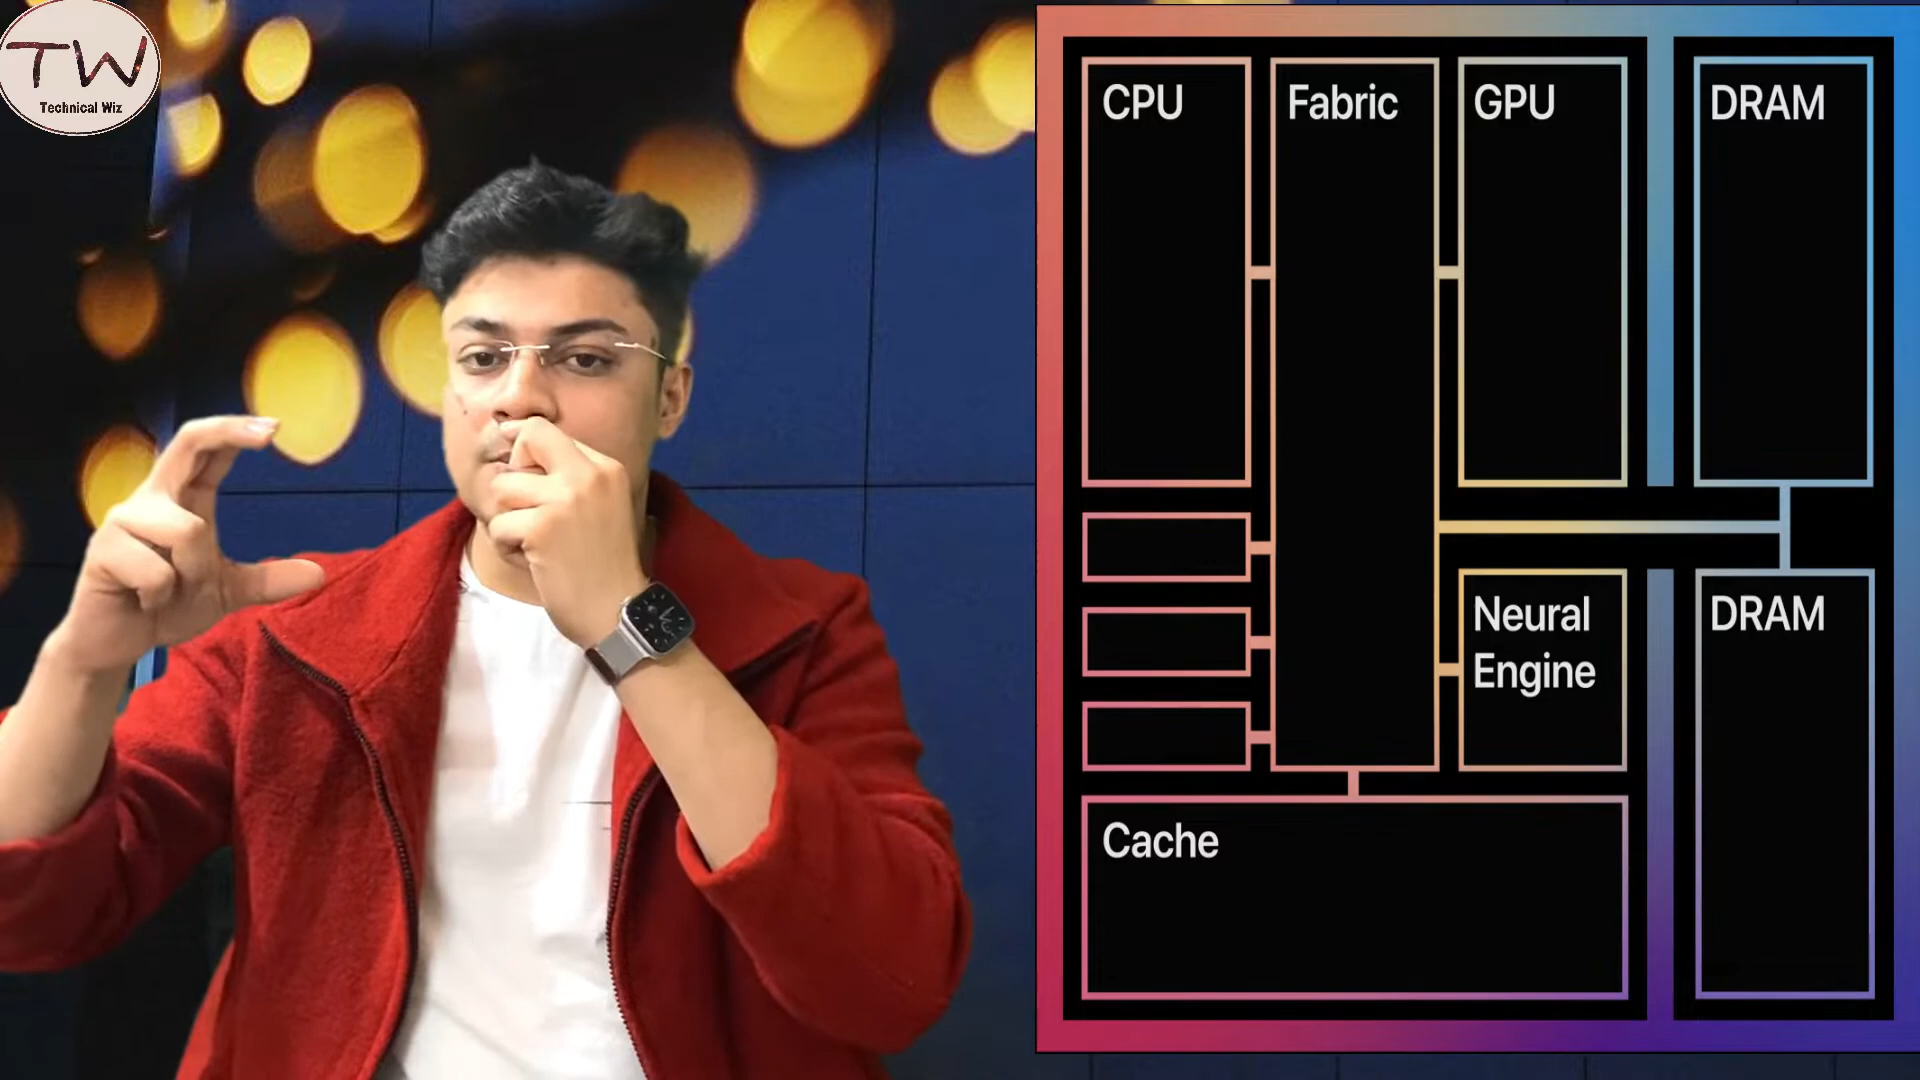 TW
Technical Wiz
CPU
Fabric
GPU
DRAM
Neural
Engine
DRAM
Cache